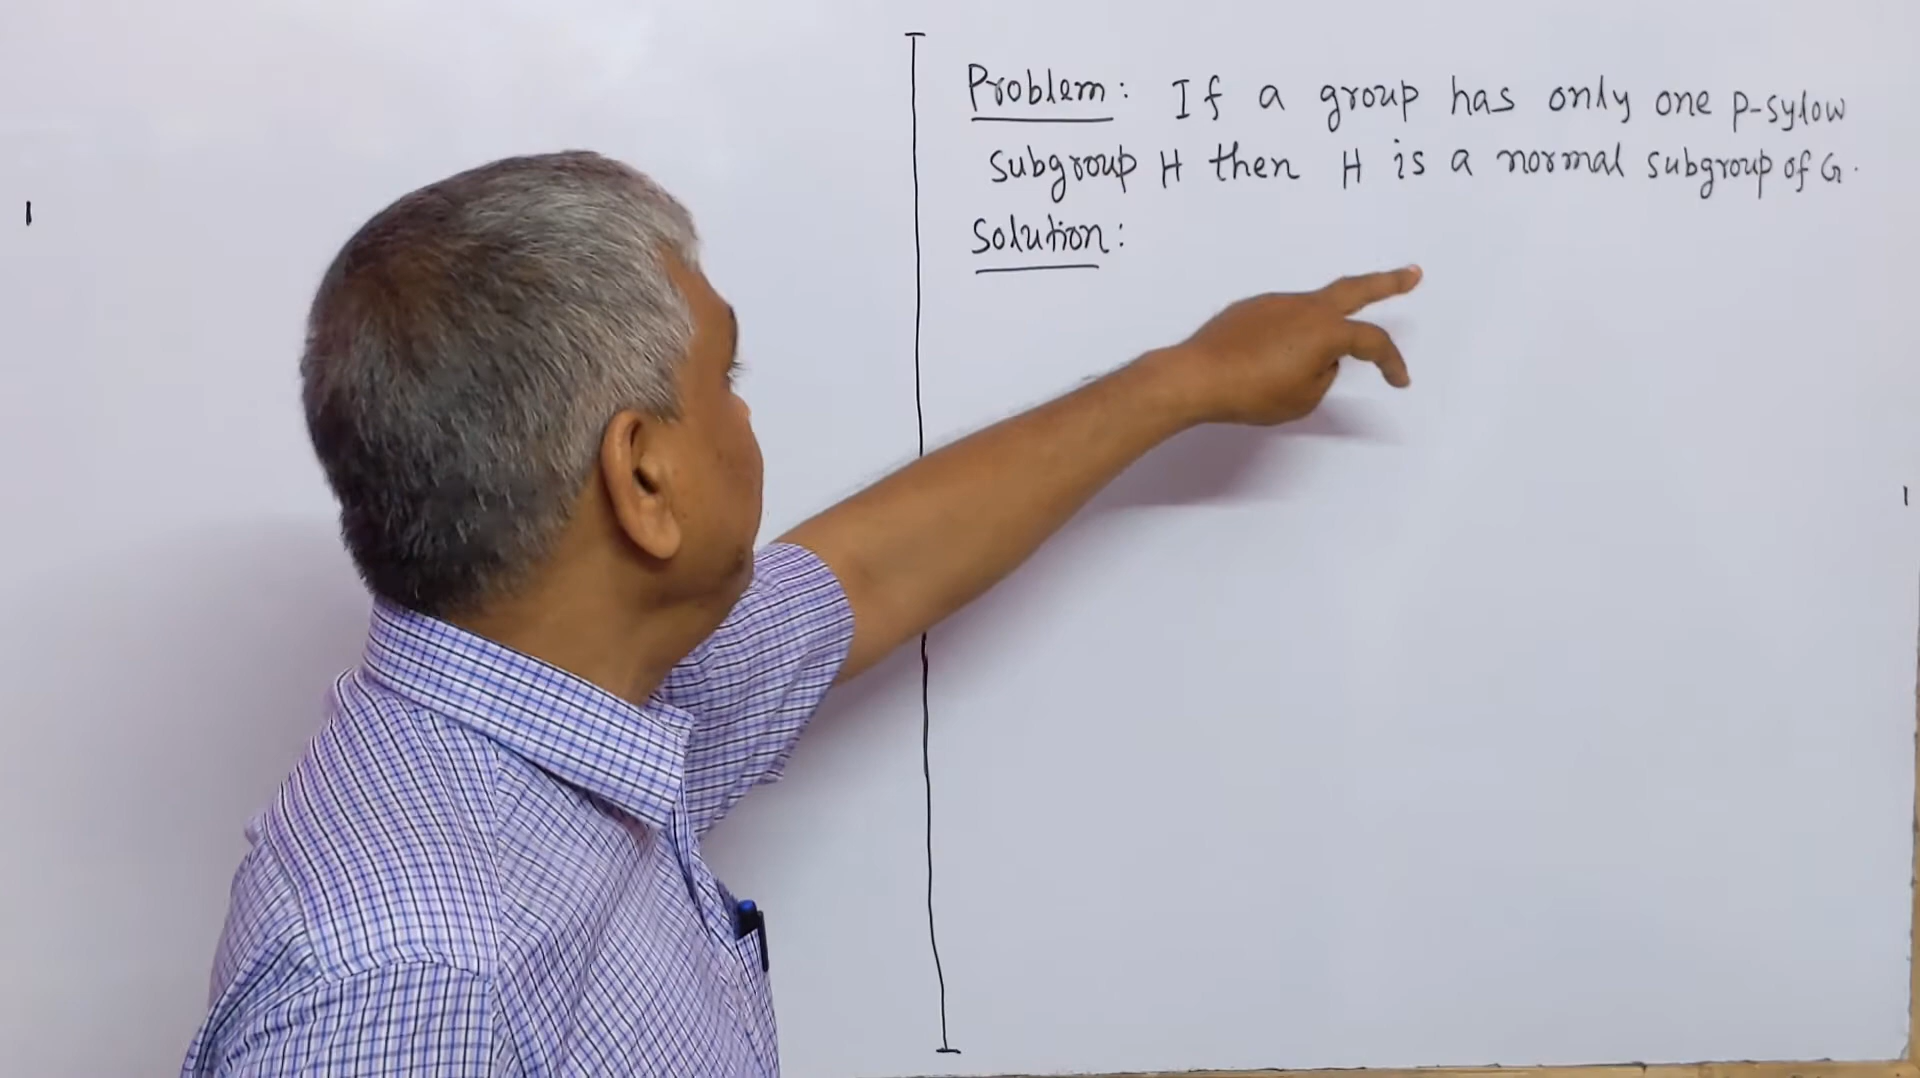 Problem: If a group has only one p-sylow
subgroup H then H is a normal subgroup of G.
Solution: